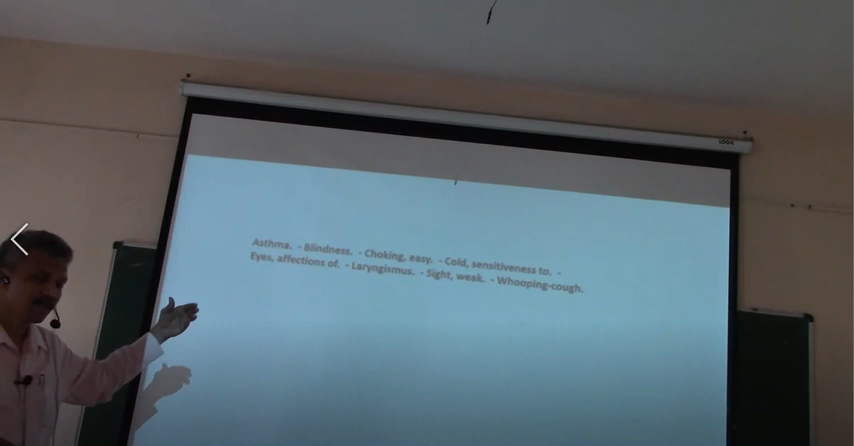 Asthma. - Blindness. - Choking, easy. - Cold, sensitiveness to. -
Eyes, affections of. - Laryngismus. - Sight, weak. - Whooping-cough.